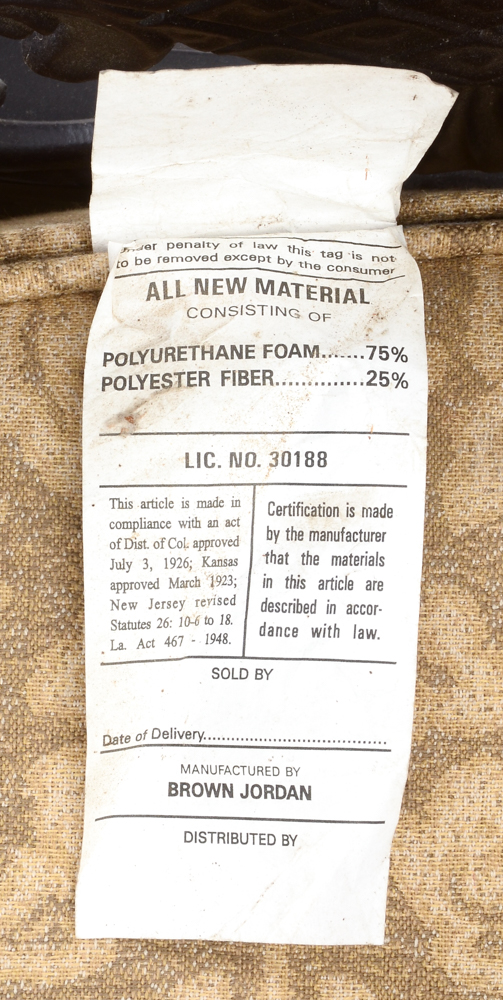 Under penalty of law this tag is not
to be removed except by the consumer
ALL NEW MATERIAL
CONSISTING OF
POLYURETHANE FOAM.......75%
POLYESTER FIBER..............25%
LIC. NO. 30188
This article is made in
compliance with an act
of Dist. of Col. approved
July 3, 1926; Kansas
approved March 1923;
New Jersey revised
Statutes 26: 10-6 to 18.
La. Act 467 - 1948.
Certification is made
by the manufacturer
that the materials
in this article are
described in accor-
dance with law.
SOLD BY
Date of Delivery.......................................
MANUFACTURED BY
BROWN JORDAN
DISTRIBUTED BY